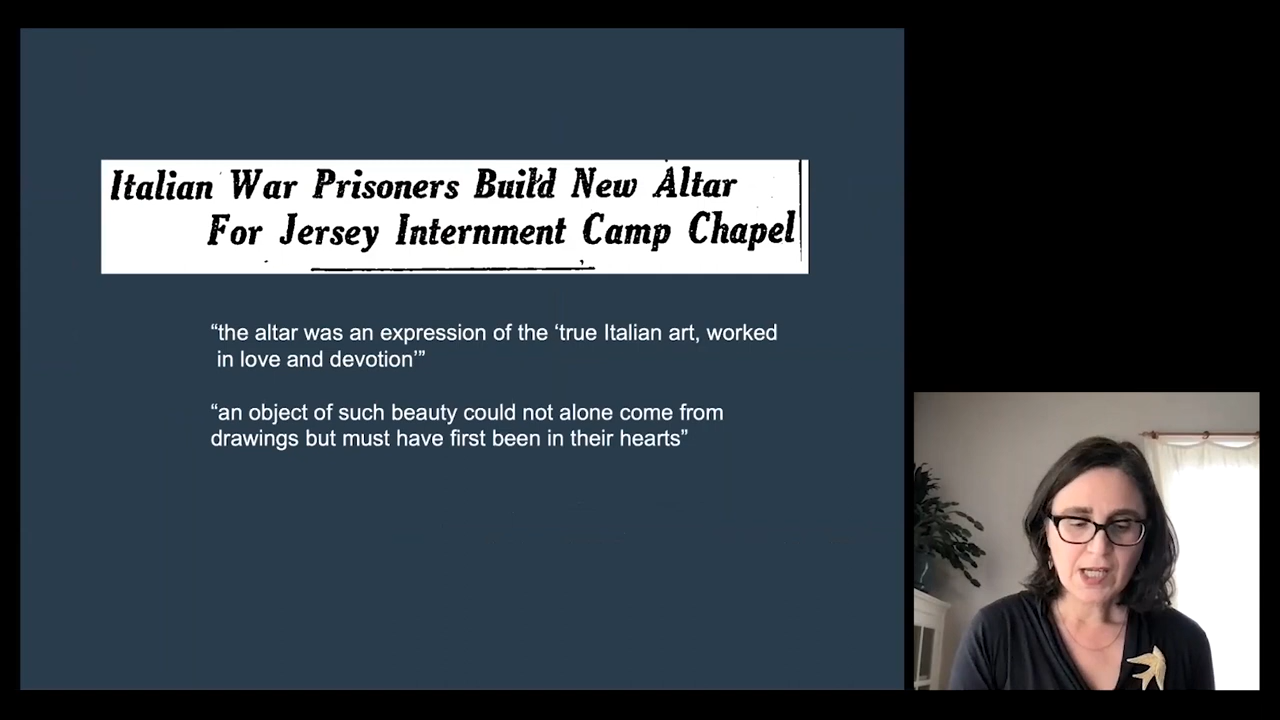 Italian War Prisoners Build New Altar
For Jersey Internment Camp Chapel
“the altar was an expression of the ‘true Italian art, worked
in love and devotion’”
“an object of such beauty could not alone come from
drawings but must have first been in their hearts”